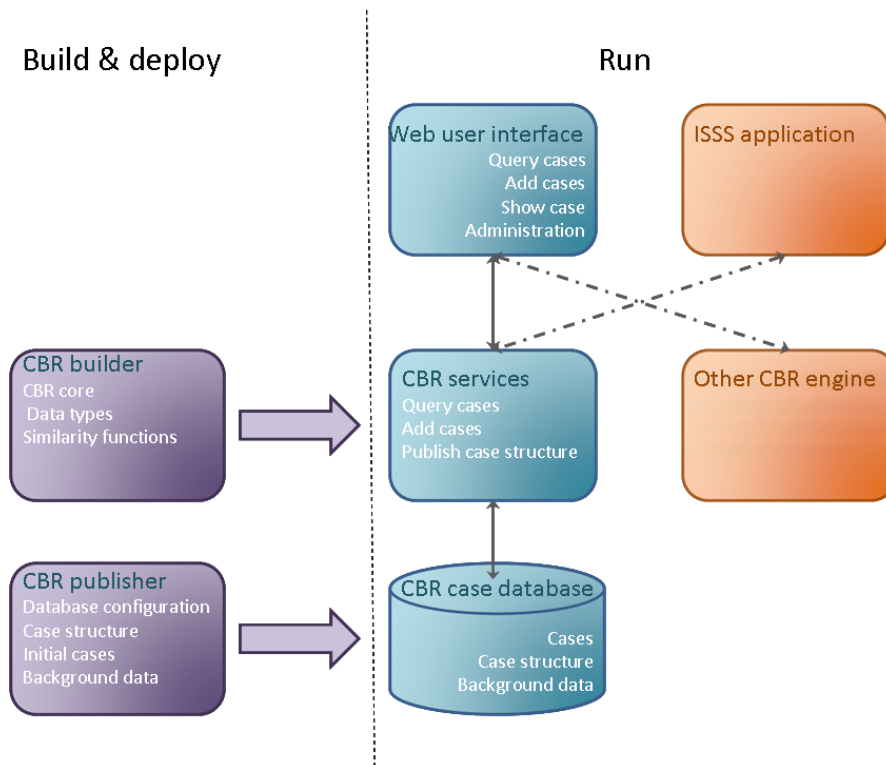 Build & deploy
Run
Web user interface
Query cases
Add cases
Show case
Administration
ISSS application
CBR builder
CBR core
Data types
Similarity functions
CBR services
Query cases
Add cases
Publish case structure
Other CBR engine
CBR publisher
Database configuration
Case structure
Initial cases
Background data
CBR case database
Cases
Case structure
Background data